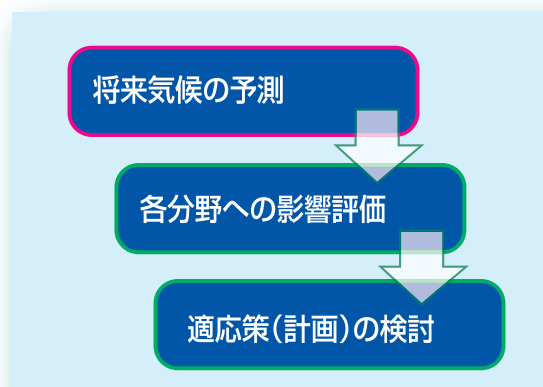 将来気候の予測
各分野への影響評価
適応策(計画)の検討